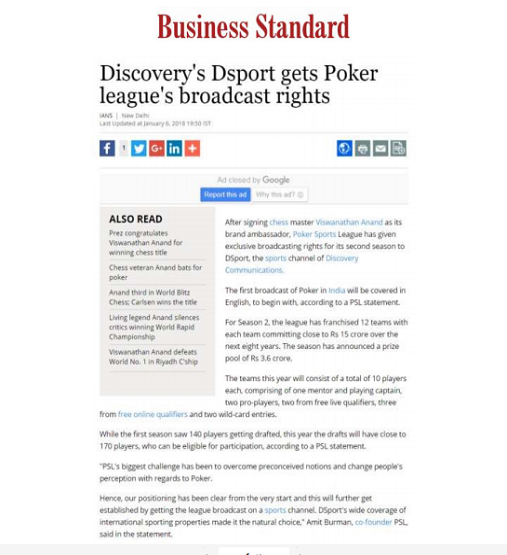 Business Standard
Discovery's Dsport gets Poker
league's broadcast rights
IANS | New Delhi
Last Updated at January 6, 2018 19:50 IST
f 1 G+ in +
Ad closed by Google
Report this ad Why this ad?
ALSO READ
Prez congratulates
Viswanathan Anand for
winning chess title
Chess veteran Anand bats for
poker
Anand third in World Blitz
Chess; Carlsen wins the title
Living legend Anand silences
critics winning World Rapid
Championship
Viswanathan Anand defeats
World No. 1 in Riyadh C'ship
After signing chess master Viswanathan Anand as its
brand ambassador, Poker Sports League has given
exclusive broadcasting rights for its second season to
DSport, the sports channel of Discovery
Communications.
The first broadcast of Poker in India will be covered in
English, to begin with, according to a PSL statement.
For Season 2, the league has franchised 12 teams with
each team committing close to Rs 15 crore over the
next eight years. The season has announced a prize
pool of Rs 3.6 crore.
The teams this year will consist of a total of 10 players
each, comprising of one mentor and playing captain,
two pro-players, two from free live qualifiers, three
from free online qualifiers and two wild-card entries.
While the first season saw 140 players getting drafted, this year the drafts will have close to
170 players, who can be eligible for participation, according to a PSL statement.
"PSL's biggest challenge has been to overcome preconceived notions and change people's
perception with regards to Poker.
Hence, our positioning has been clear from the very start and this will further get
established by getting the league broadcast on a sports channel. DSport's wide coverage of
international sporting properties made it the natural choice," Amit Burman, co-founder PSL,
said in the statement.